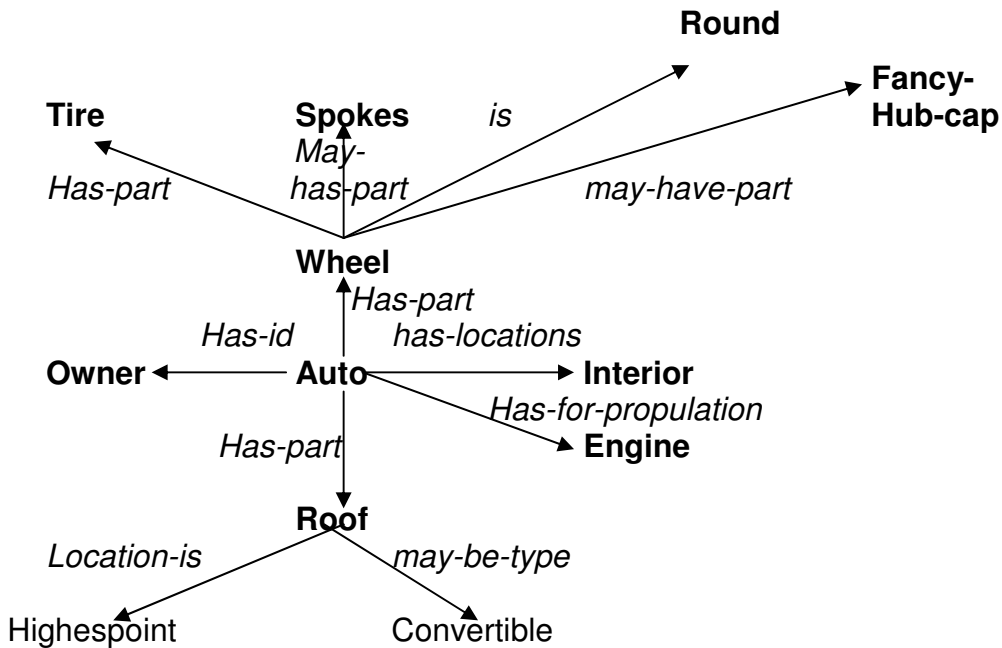 Round
Fancy-
Hub-cap
Tire
Spokes
is
May-
Has-part
has-part
may-have-part
Wheel
Has-part
Has-id
has-locations
Owner
Auto
Interior
Has-for-propulation
Has-part
Engine
Roof
Location-is
may-be-type
Highespoint
Convertible